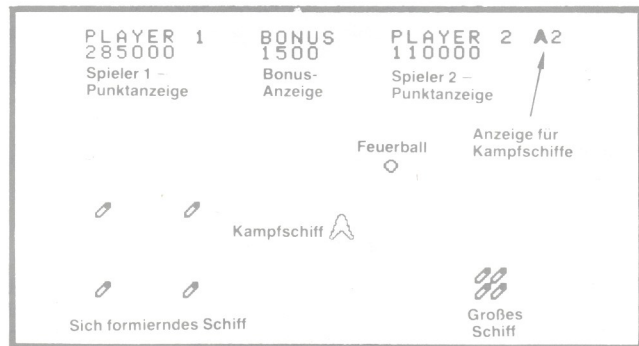 PLAYER 1 BONUS PLAYER 2 A2
285000 1500 110000
Spieler 1 – Punktanzeige
Bonus-Anzeige
Spieler 2 – Punktanzeige
Anzeige für
Kampfschiffe
Feuerball
Kampfschiff
Sich formierndes Schiff
Großes
Schiff